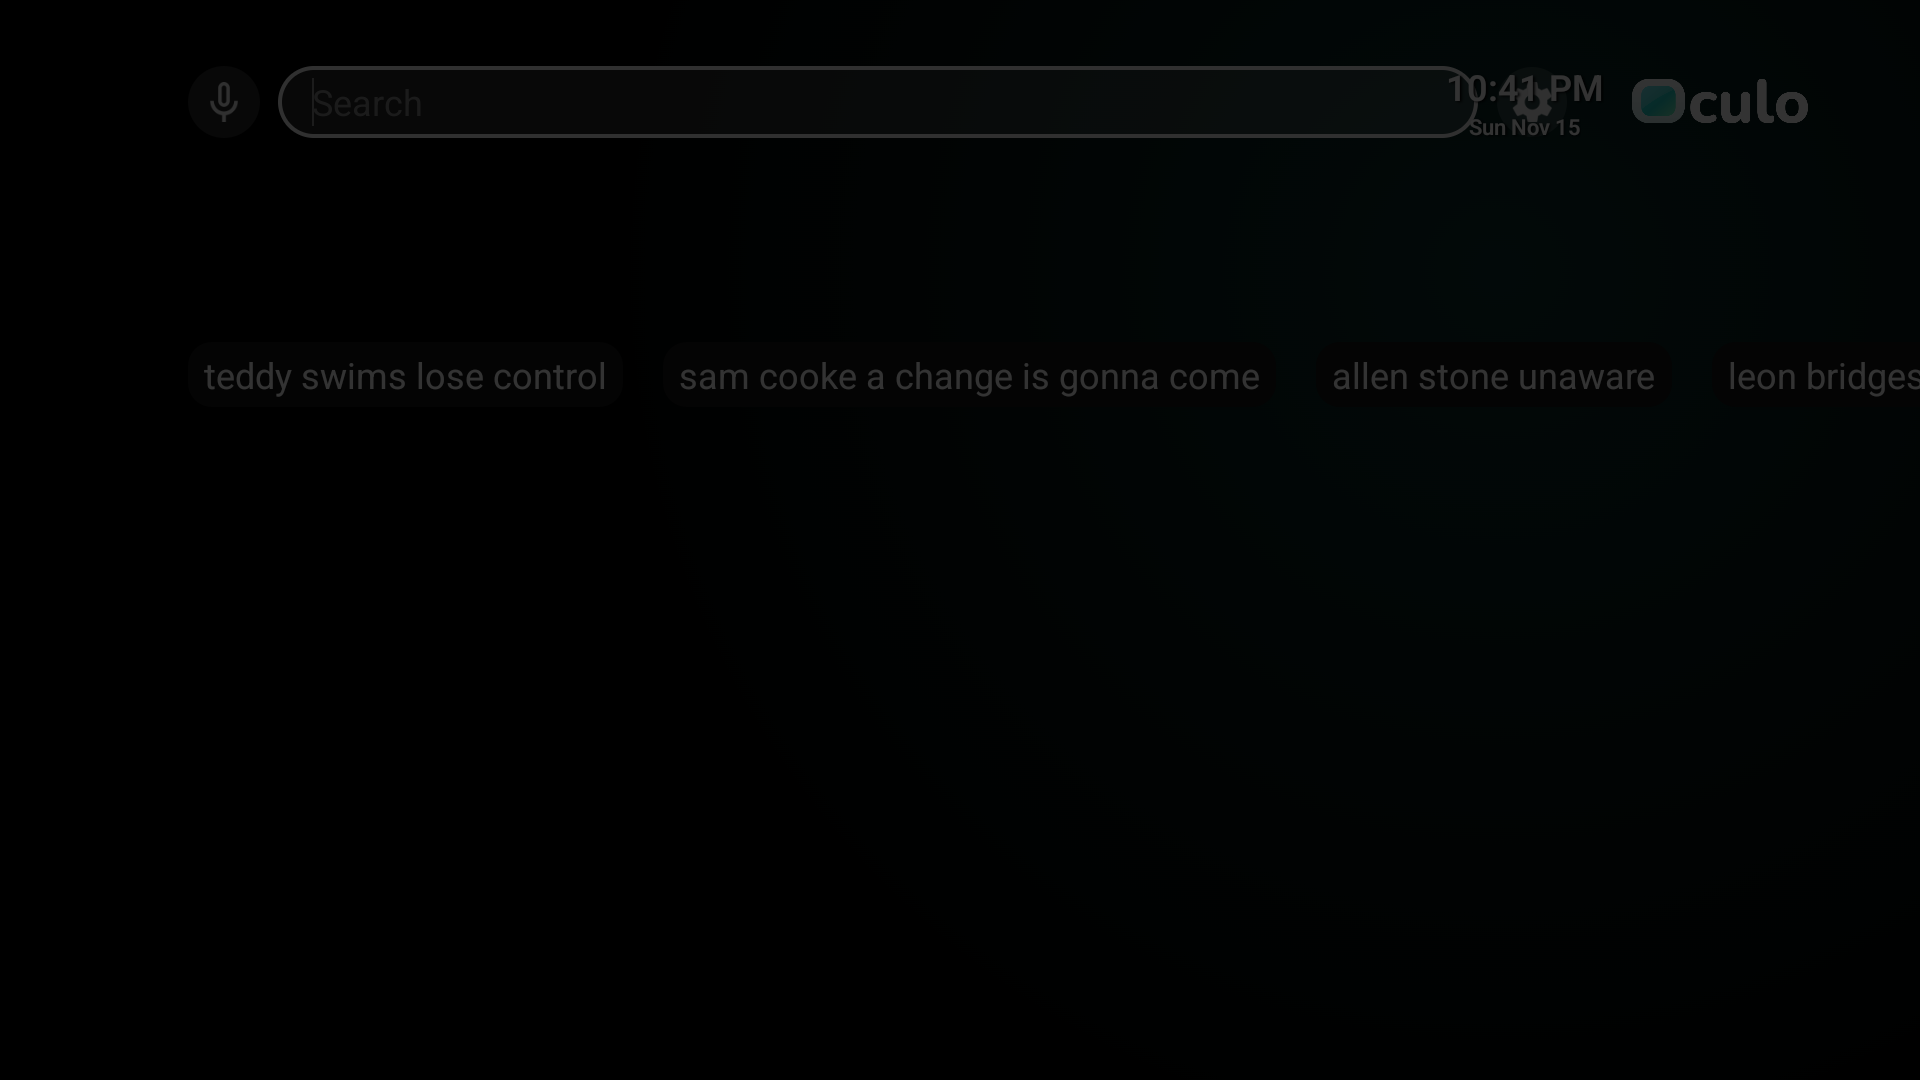 Search
10:41 PM
Sun Nov 15
Oculo
teddy swims lose control
sam cooke a change is gonna come
allen stone unaware
leon bridges